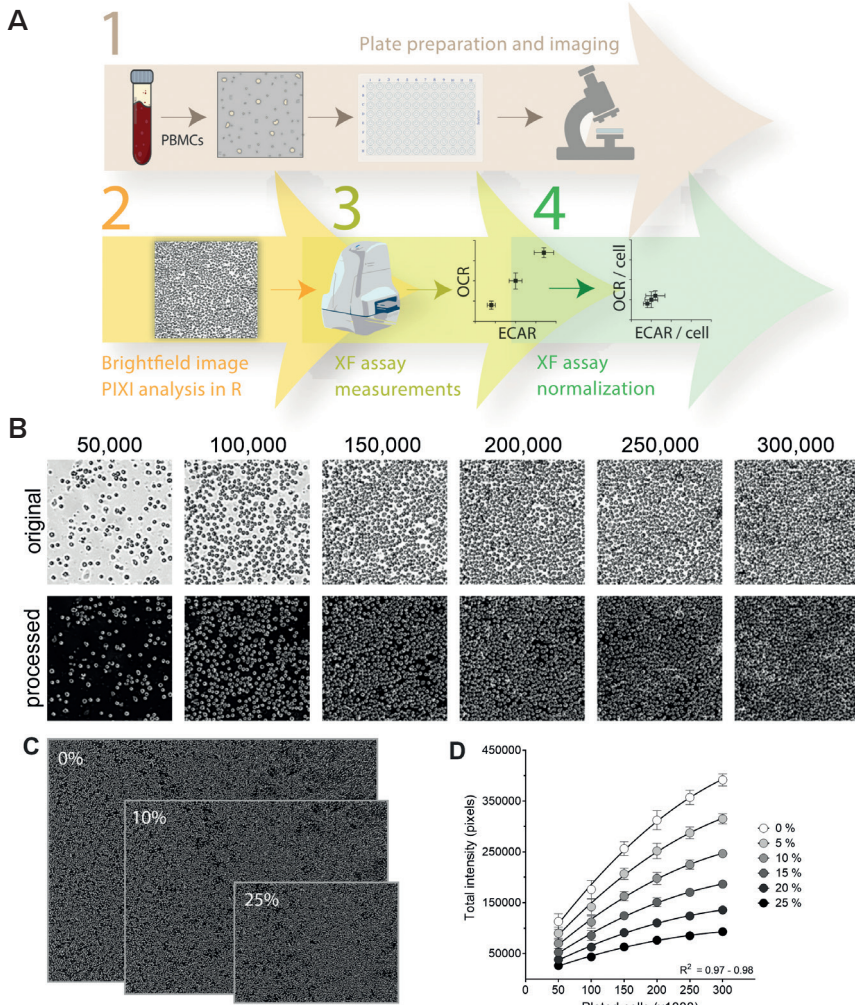 A
1
Plate preparation and imaging
PBMCs
2
3
4
OCR
ECAR
OCR / cell
ECAR / cell
Brightfield image
PIXI analysis in R
XF assay
measurements
XF assay
normalization
B
50,000
100,000
150,000
200,000
250,000
300,000
original
processed
C
0%
10%
25%
D
Total intensity (pixels)
450000
350000
250000
150000
50000
0 %
5 %
10 %
15 %
20 %
25 %
R² = 0.97 - 0.98
0
50
100
150
200
250
300